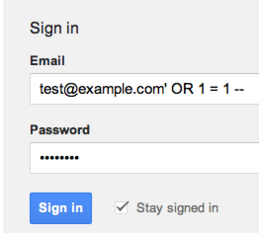 Sign in
Email
test@example.com' OR 1 = 1 --
Password
••••••••
Sign in
Stay signed in